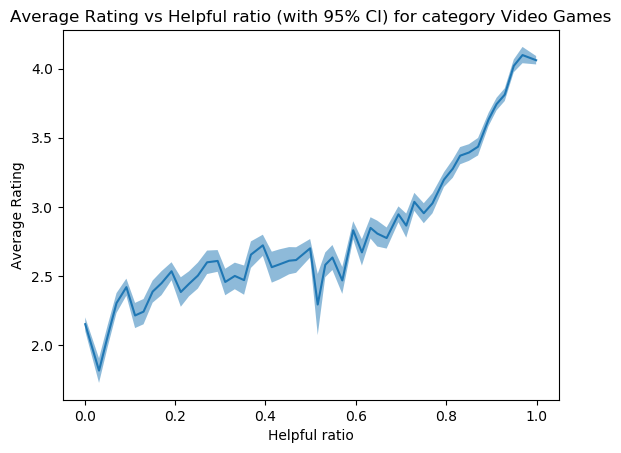 Average Rating vs Helpful ratio (with 95% CI) for category Video Games
4.0
3.5
3.0
2.5
2.0
Average Rating
0.0 0.2 0.4 0.6 0.8 1.0
Helpful ratio